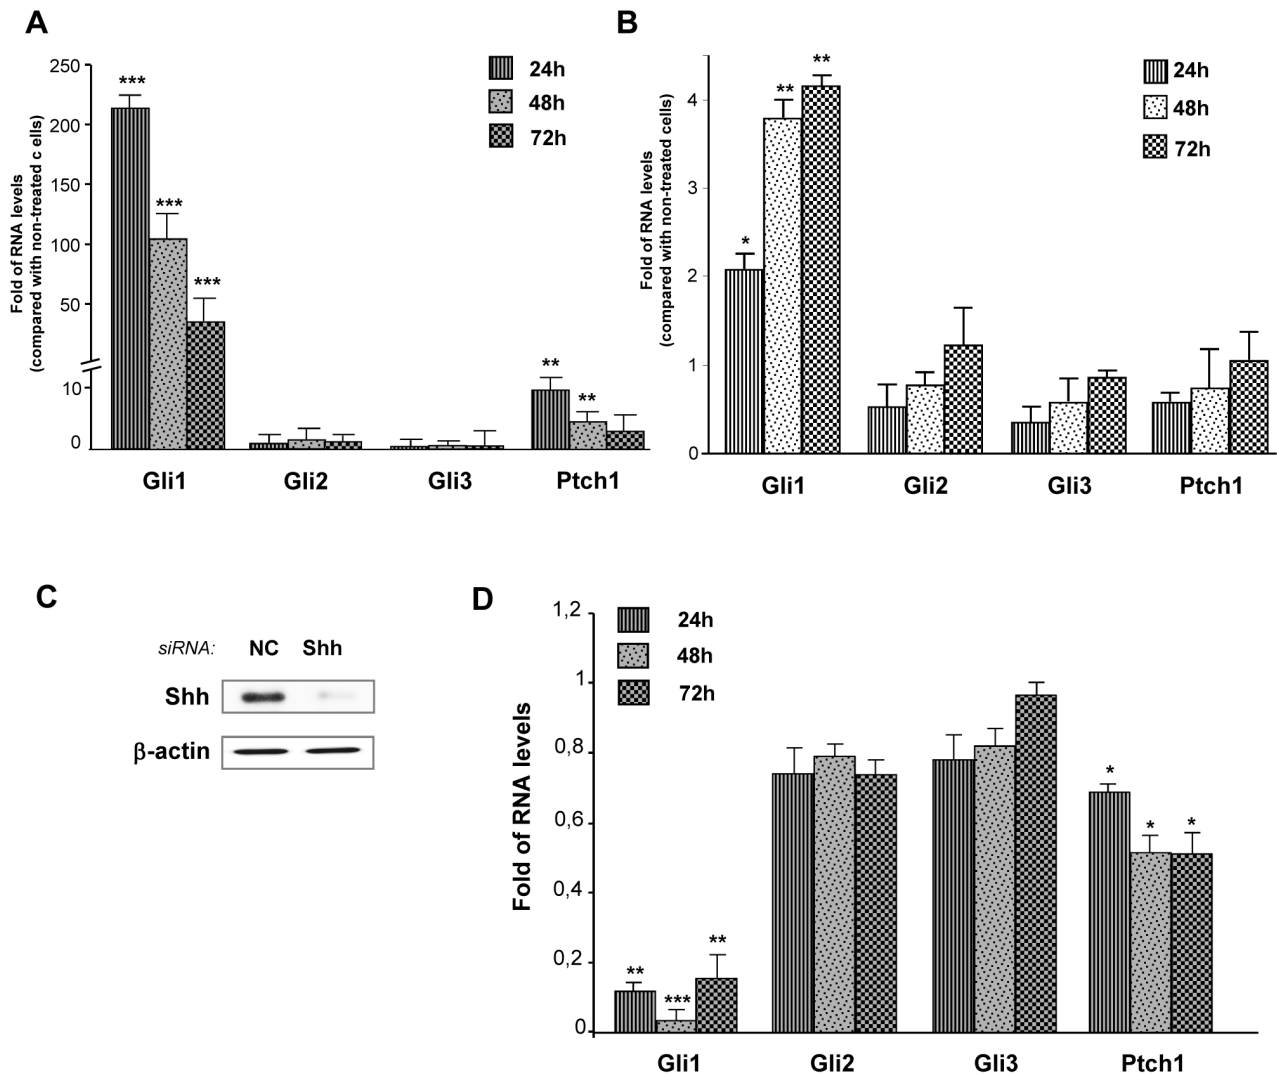 A
Fold of RNA levels
(compared with non-treated c ells)
250
200
150
100
50
10
0
***
***
***
**
**
24h
48h
72h
Gli1
Gli2
Gli3
Ptch1
B
Fold of RNA levels
(compared with non-treated cells)
4
3
2
1
0
*
**
**
24h
48h
72h
Gli1
Gli2
Gli3
Ptch1
C
siRNA: NC Shh
Shh
β-actin
D
Fold of RNA levels
1,2
1
0,8
0,6
0,4
0,2
0
24h
48h
72h
**
***
**
*
*
*
Gli1
Gli2
Gli3
Ptch1